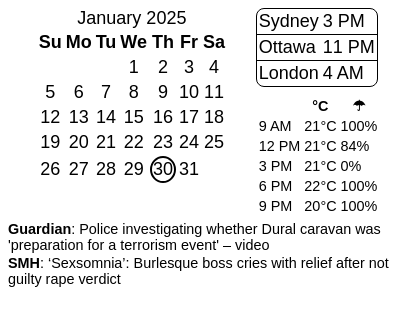 January 2025
Su Mo Tu We Th Fr Sa
1 2 3 4
5 6 7 8 9 10 11
12 13 14 15 16 17 18
19 20 21 22 23 24 25
26 27 28 29 30 31
Sydney 3 PM
Ottawa 11 PM
London 4 AM
°C ☂
9 AM 21°C 100%
12 PM 21°C 84%
3 PM 21°C 0%
6 PM 22°C 100%
9 PM 20°C 100%
Guardian: Police investigating whether Dural caravan was
'preparation for a terrorism event' – video
SMH: ‘Sexsomnia’: Burlesque boss cries with relief after not
guilty rape verdict